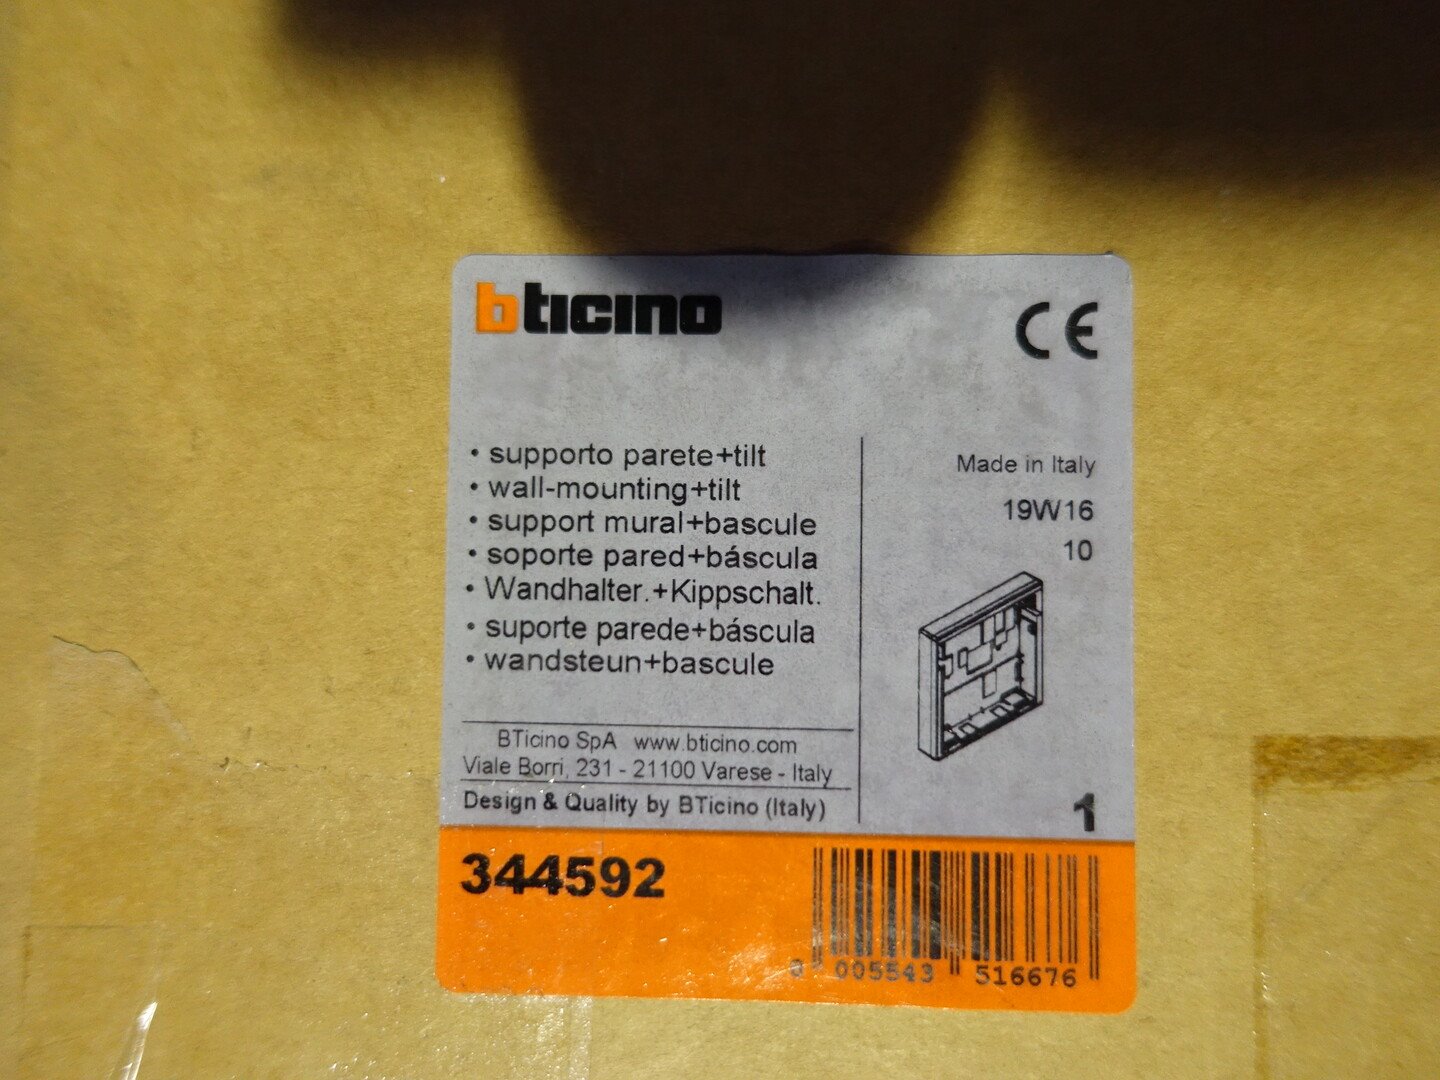 bticino
CE
• supporto parete+tilt
• wall-mounting+tilt
• support mural+bascule
• soporte pared+báscula
• Wandhalter.+Kippschalt.
• suporte parede+báscula
• wandsteun+bascule
Made in Italy
19W16
10
BTicino SpA www.bticino.com
Viale Borri, 231 - 21100 Varese - Italy
Design & Quality by BTicino (Italy)
1
344592
0 005543 516676